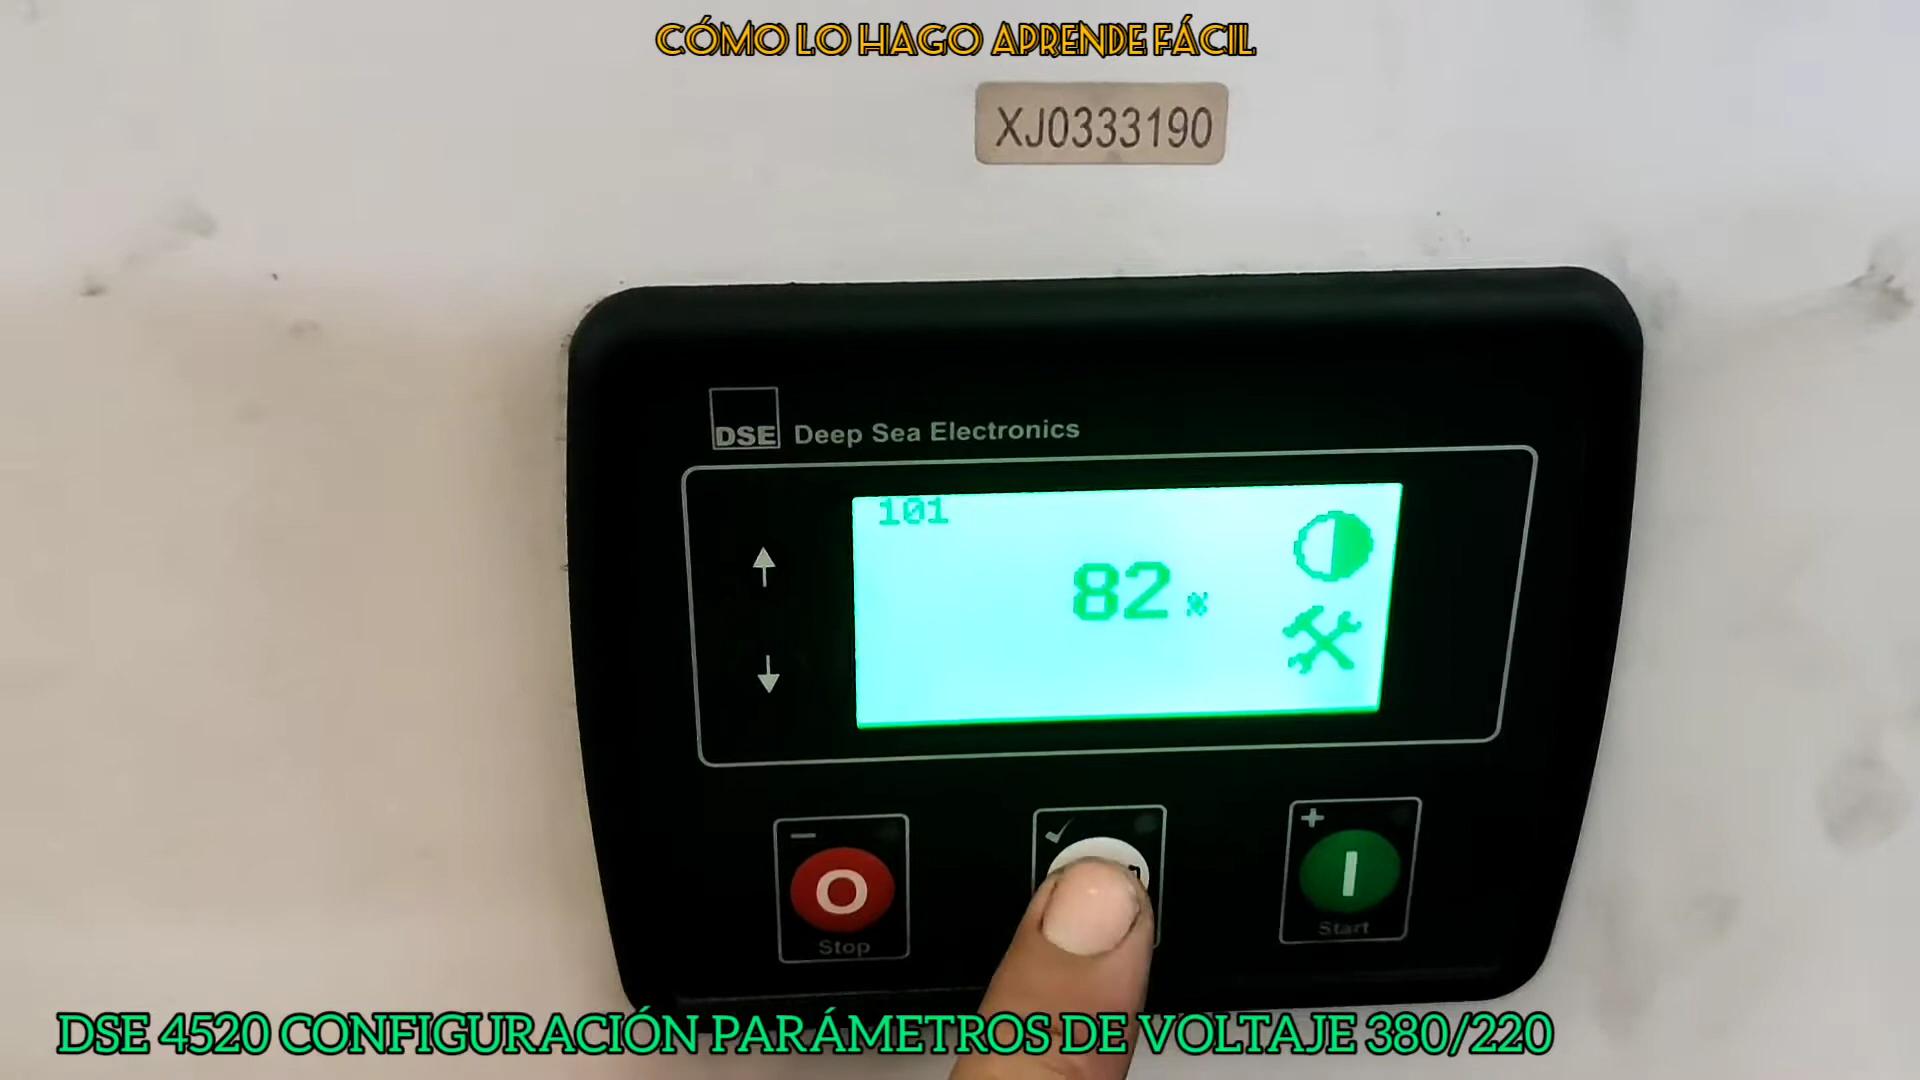 CÓMO LO HAGO APRENDE FÁCIL
XJ0333190
DSE Deep Sea Electronics
101
82 %
Stop
Start
DSE 4520 CONFIGURACIÓN PARÁMETROS DE VOLTAJE 380/220